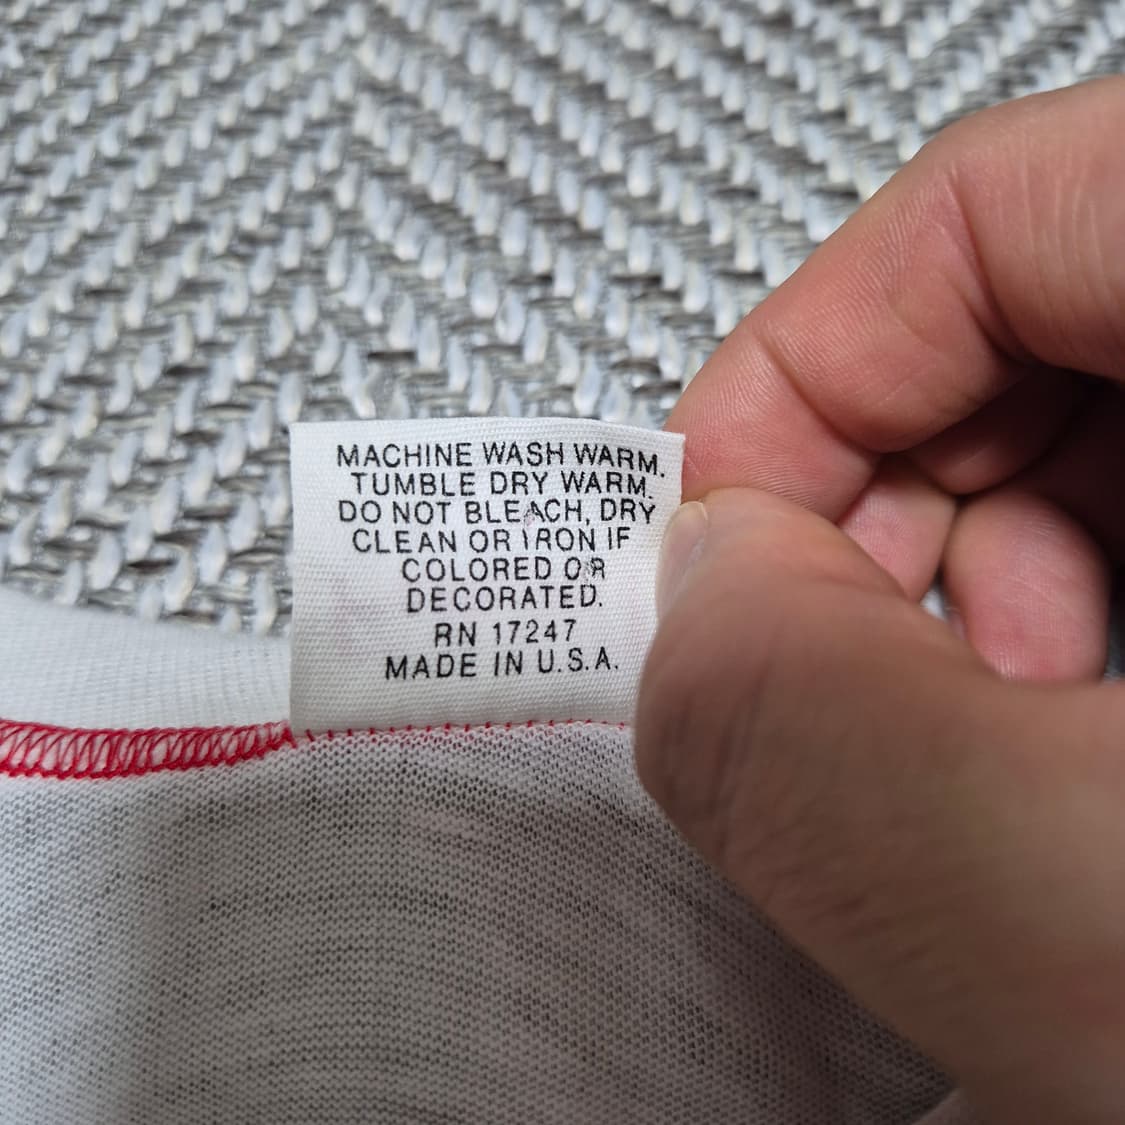 MACHINE WASH WARM.
TUMBLE DRY WARM.
DO NOT BLEACH, DRY
CLEAN OR IRON IF
COLORED OR
DECORATED.
RN 17247
MADE IN U.S.A.